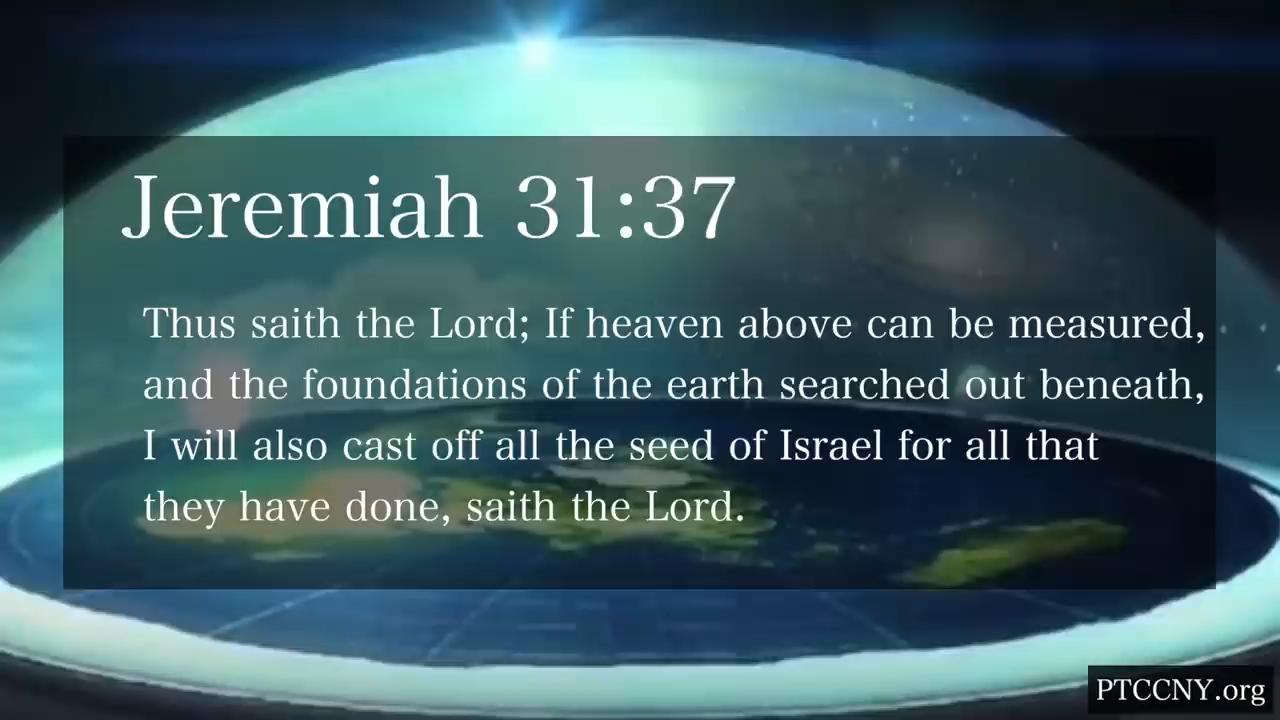 Jeremiah 31:37
Thus saith the Lord; If heaven above can be measured,
and the foundations of the earth searched out beneath,
I will also cast off all the seed of Israel for all that
they have done, saith the Lord.
PTCCNY.org